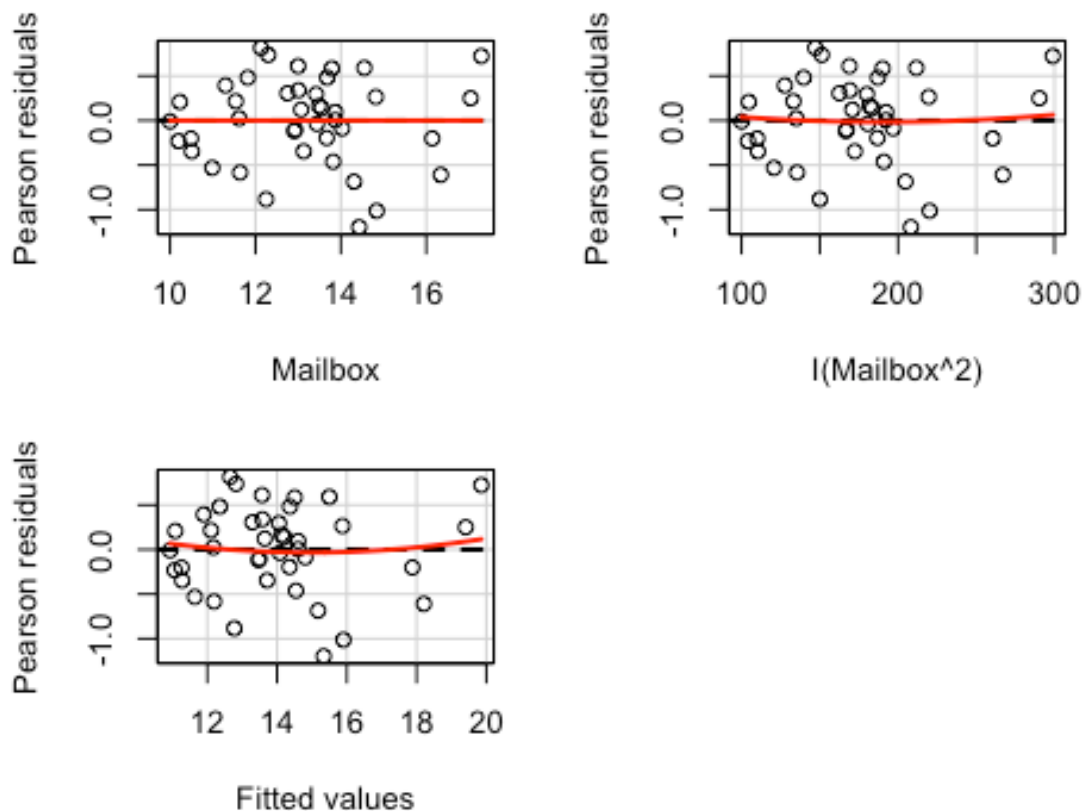 Pearson residuals
0.0
-1.0
10 12 14 16
Mailbox
Pearson residuals
0.0
-1.0
100 200 300
I(Mailbox^2)
Pearson residuals
0.0
-1.0
12 14 16 18 20
Fitted values